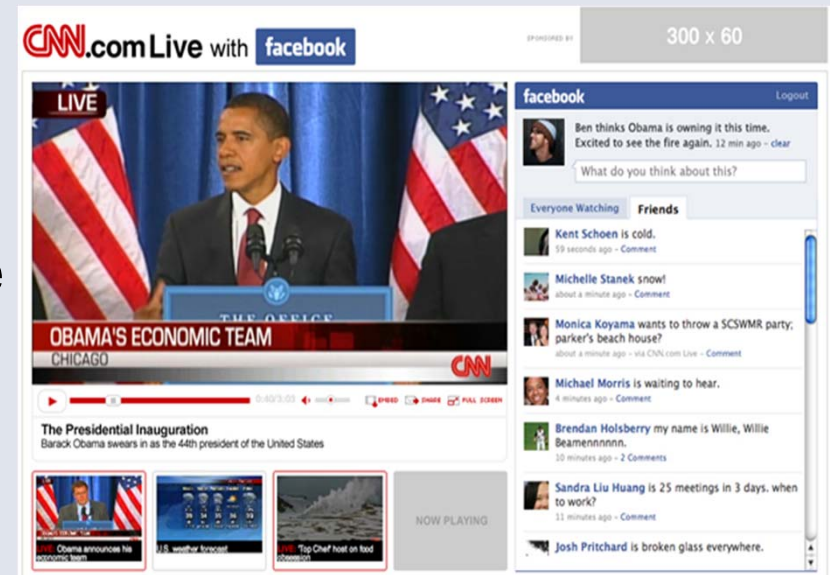 CNN.com Live with facebook
SPONSORED BY
300 x 60
LIVE
THE OFFICE
OBAMA'S ECONOMIC TEAM
CHICAGO
CNN
0:40/3:03
EMBED SHARE FULL SCREEN
The Presidential Inauguration
Barack Obama swears in as the 44th president of the United States
LIVE: Obama announces his
economic team
U.S. weather forecast
LIVE: 'Top Chef' host on food
obsession
NOW PLAYING
facebook Logout
Ben thinks Obama is owning it this time.
Excited to see the fire again. 12 min ago - clear
What do you think about this?
Everyone Watching Friends
Kent Schoen is cold.
59 seconds ago - Comment
Michelle Stanek snow!
about a minute ago - Comment
Monica Koyama wants to throw a SCSWMR party;
parker's beach house?
about a minute ago - via CNN.com Live - Comment
Michael Morris is waiting to hear.
4 minutes ago - Comment
Brendan Holsberry my name is Willie, Willie
Beamennnnnn.
10 minutes ago - 2 Comments
Sandra Liu Huang is 25 meetings in 3 days. when
to work?
11 minutes ago - Comment
Josh Pritchard is broken glass everywhere.
e